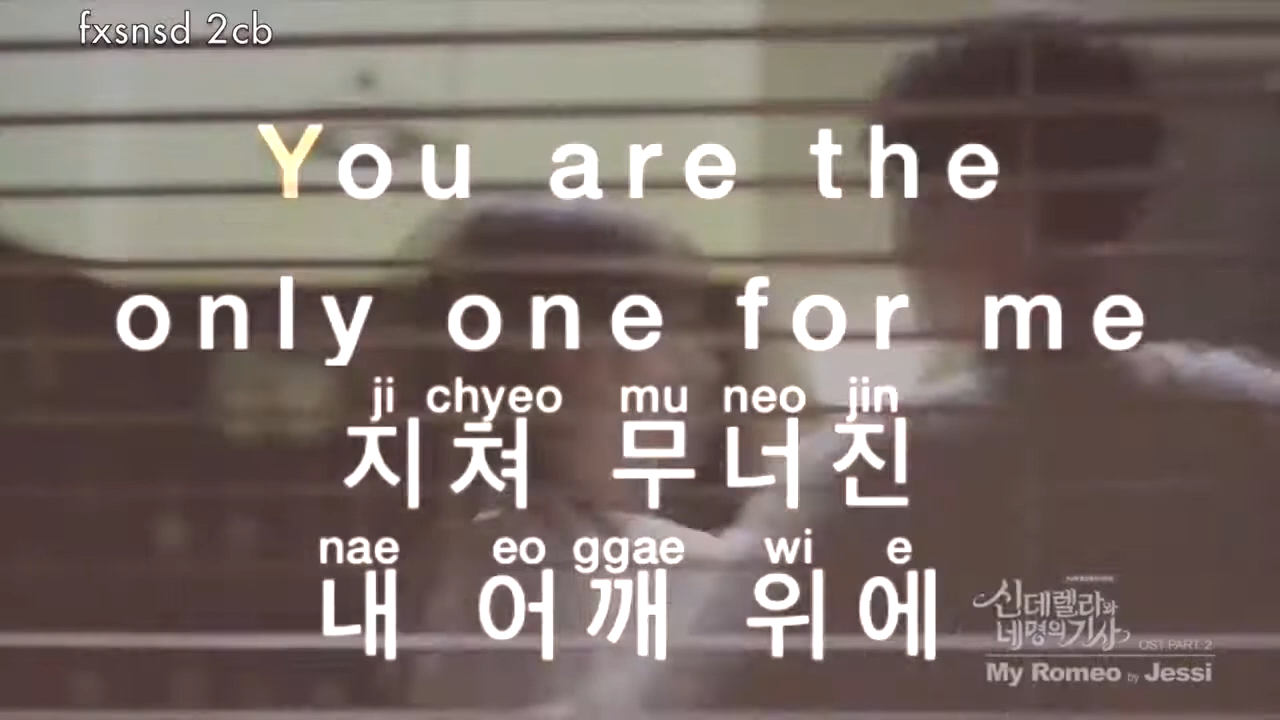 fxsnsd 2cb
You are the
only one for me
ji chyeo mu neo jin
지쳐 무너진
nae eo ggae wi e
내 어깨 위에
신데렐라와
네명의기사
OST PART.2
My Romeo by Jessi